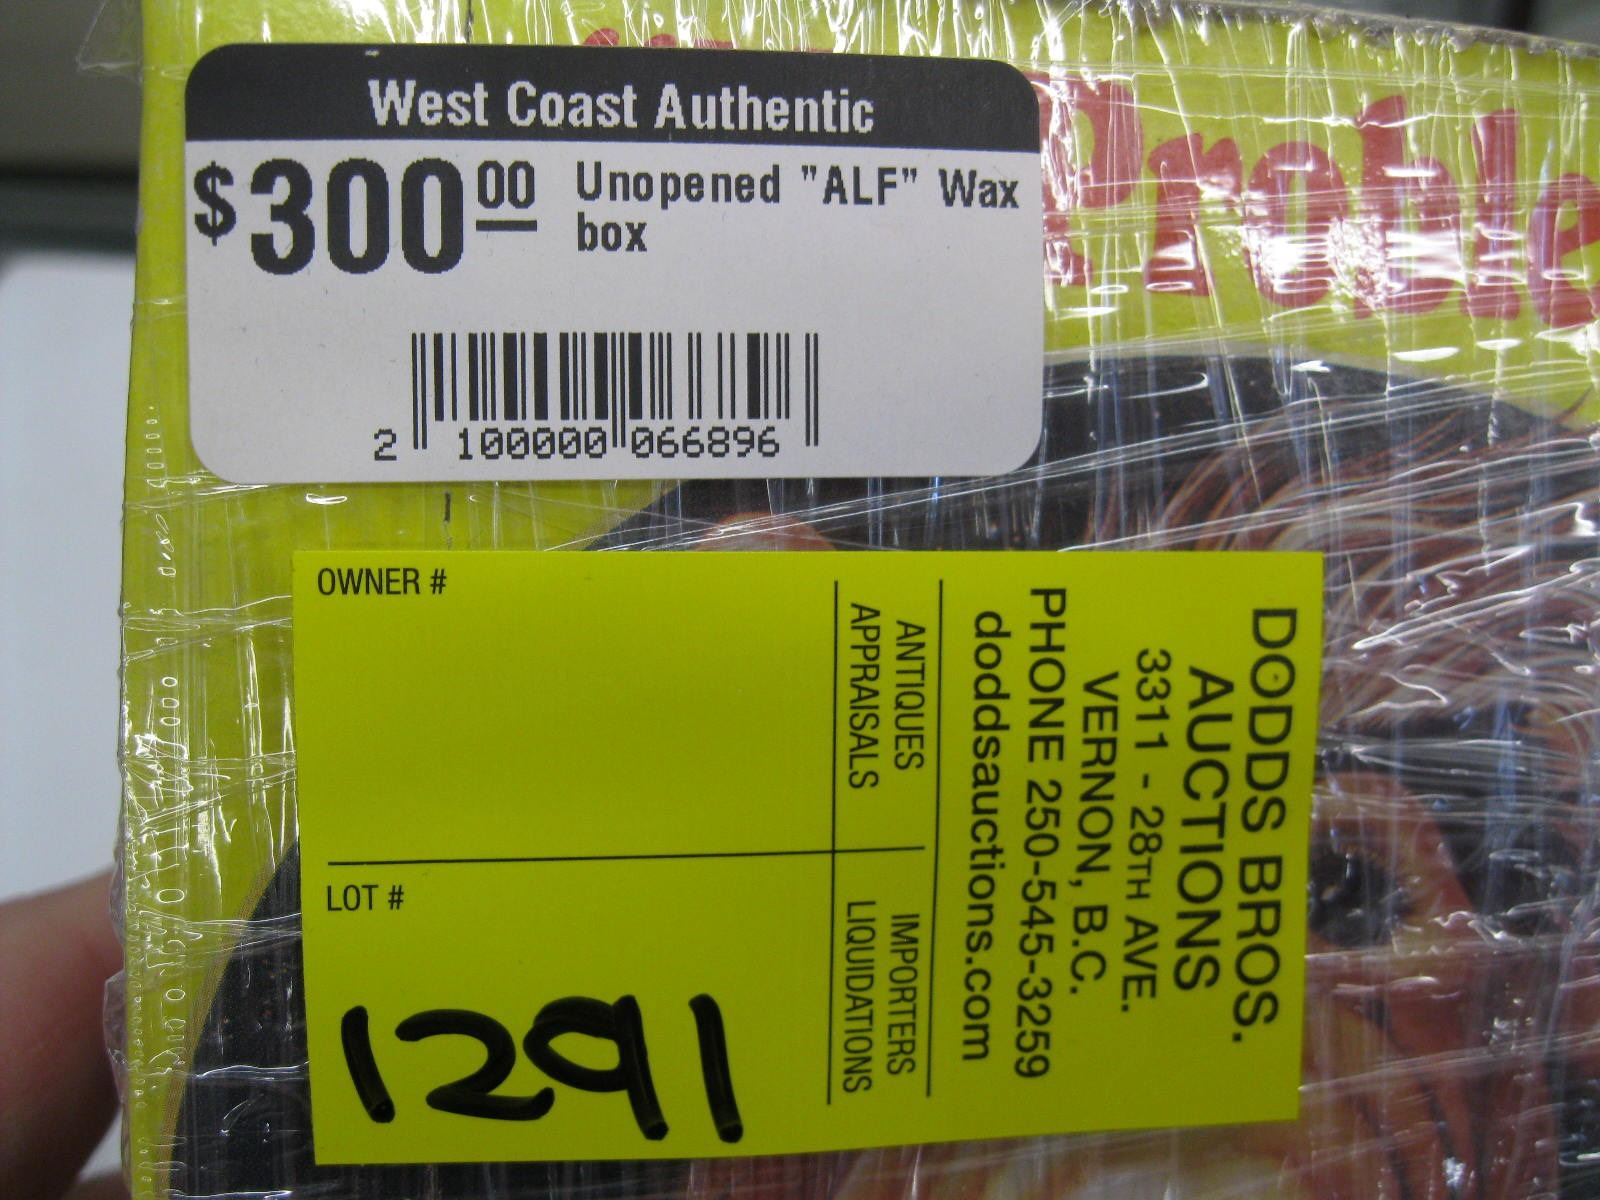 West Coast Authentic
$300.00 Unopened "ALF" Wax
box
2 100000 066896
OWNER #
LOT #
1291
ANTIQUES
APPRAISALS
IMPORTERS
LIQUIDATIONS
DODDS BROS.
AUCTIONS
3311 - 28TH AVE.
VERNON, B.C.
PHONE 250-545-3259
doddsauctions.com